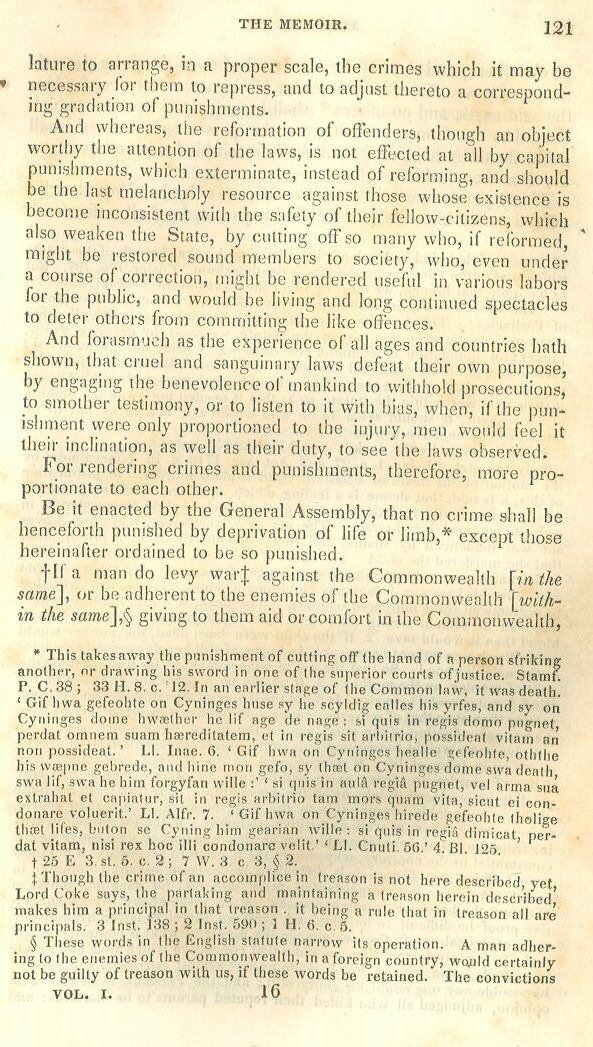 THE MEMOIR. 121
lature to arrange, in a proper scale, the crimes which it may be
necessary for them to repress, and to adjust thereto a correspond-
ing gradation of punishments.
And whereas, the reformation of offenders, though an object
worthy the attention of the laws, is not effected at all by capital
punishments, which exterminate, instead of reforming, and should
be the last melancholy resource against those whose existence is
become inconsistent with the safety of their fellow-citizens, which
also weaken the State, by cutting off so many who, if reformed,
might be restored sound members to society, who, even under
a course of correction, might be rendered useful in various labors
for the public, and would be living and long continued spectacles
to deter others from committing the like offences.
And forasmuch as the experience of all ages and countries hath
shown, that cruel and sanguinary laws defeat their own purpose,
by engaging the benevolence of mankind to withhold prosecutions,
to smother testimony, or to listen to it with bias, when, if the pun-
ishment were only proportioned to the injury, men would feel it
their inclination, as well as their duty, to see the laws observed.
For rendering crimes and punishments, therefore, more pro-
portionate to each other.
Be it enacted by the General Assembly, that no crime shall be
henceforth punished by deprivation of life or limb,* except those
hereinafter ordained to be so punished.
†If a man do levy war‡ against the Commonwealth [in the
same], or be adherent to the enemies of the Commonwealth [with-
in the same],§ giving to them aid or comfort in the Commonwealth,
* This takes away the punishment of cutting off the hand of a person striking
another, or drawing his sword in one of the superior courts of justice. Stamf.
P. C. 38 ; 33 H. 8. c. 12. In an earlier stage of the Common law, it was death.
‘ Gif hwa gefeohte on Cyninges huse sy he scyldig ealles his yrfes, and sy on
Cyninges dome hwæther he lif age de nage : si quis in regis domo pugnet,
perdat omnem suam hæreditatem, et in regis sit arbitrio, possideat vitam an
non possideat. ’ Ll. Inae. 6. ‘ Gif hwa on Cyninges healle gefeohte, oththe
his wæpne gebrede, and hine mon gefo, sy thæt on Cyninges dome swa death,
swa lif, swa he him forgyfan wille :’ ‘ si quis in aulâ regiâ pugnet, vel arma sua
extrahat et capiatur, sit in regis arbitrio tam mors quam vita, sicut ei con-
donare voluerit.’ Ll. Alfr. 7. ‘ Gif hwa on Cyninges hirede gefeohte tholige
thæt lifes, buton se Cyning him gearian wille : si quis in regiâ dimicat, per-
dat vitam, nisi rex hoc illi condonare velit.’ ‘ Ll. Cnuti. 56.’ 4. Bl. 125.
† 25 E 3. st. 5. c. 2 ; 7 W. 3 c. 3, § 2.
‡ Though the crime of an accomplice in treason is not here described, yet,
Lord Coke says, the partaking and maintaining a treason herein described,
makes him a principal in that treason . it being a rule that in treason all are
principals. 3 Inst. 138 ; 2 Inst. 590 ; 1 H. 6. c. 5.
§ These words in the English statute narrow its operation. A man adher-
ing to the enemies of the Commonwealth, in a foreign country, would certainly
not be guilty of treason with us, if these words be retained. The convictions
VOL. I. 16